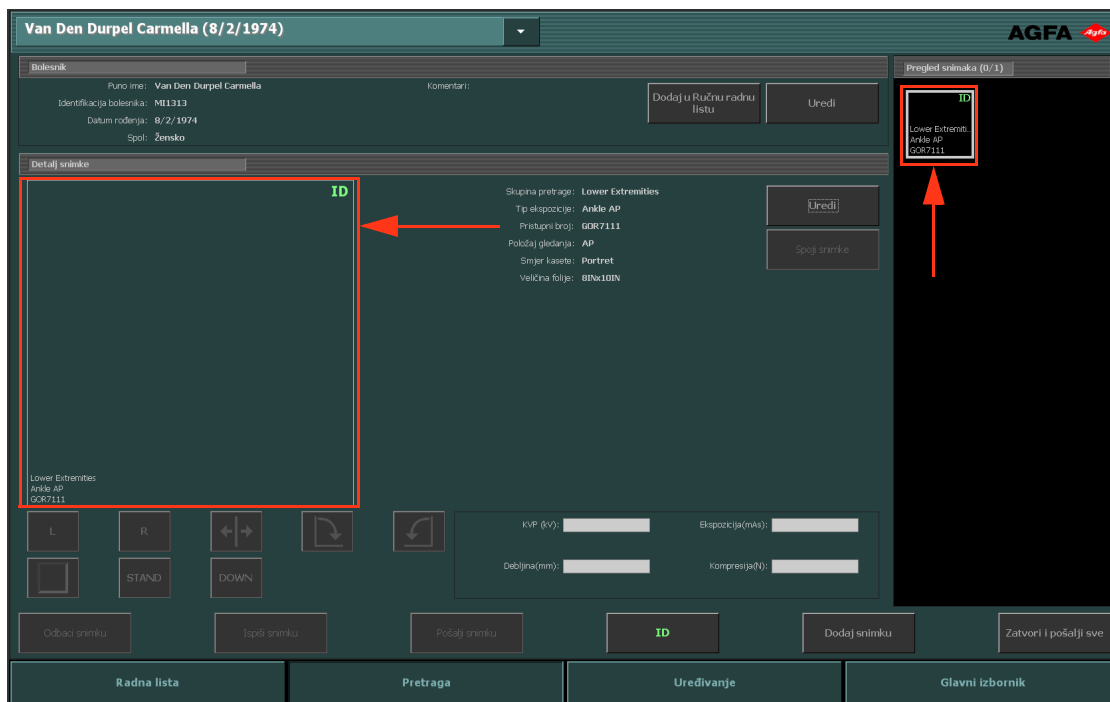 Van Den Durpel Carmella (8/2/1974)
AGFA Agfa
Bolesnik
Puno ime: Van Den Durpel Carmella
Komentari:
Identifikacija bolesnika: MI1313
Datum rođenja: 8/2/1974
Spol: Žensko
Dodaj u Ručnu radnu
listu
Uredi
Pregled snimaka (0/1)
ID
Lower Extremiti...
Ankle AP
GOR7111
Detalj snimke
ID
Lower Extremities
Ankle AP
GOR7111
Skupina pretrage: Lower Extremities
Tip ekspozicije: Ankle AP
Pristupni broj: GOR7111
Položaj gledanja: AP
Smjer kasete: Portret
Veličina folije: 8INx10IN
Uredi
Spoji snimke
L
R
STAND
DOWN
KVP (kV):
Ekspozicija(mAs):
Debljina(mm):
Kompresija(N):
Odbaci snimku
Ispiši snimku
Pošalji snimku
ID
Dodaj snimku
Zatvori i pošalji sve
Radna lista
Pretraga
Uređivanje
Glavni izbornik